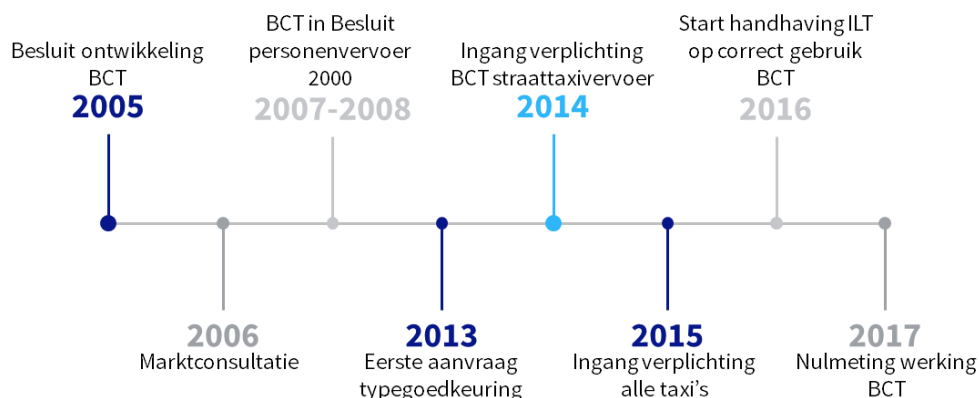 Besluit ontwikkeling
BCT
2005
BCT in Besluit
personenvervoer
2000
2007-2008
Ingang verplichting
BCT straattaxivervoer
2014
Start handhaving ILT
op correct gebruik
BCT
2016
2006
Marktconsultatie
2013
Eerste aanvraag
typegoedkeuring
2015
Ingang verplichting
alle taxi's
2017
Nulmeting werking
BCT